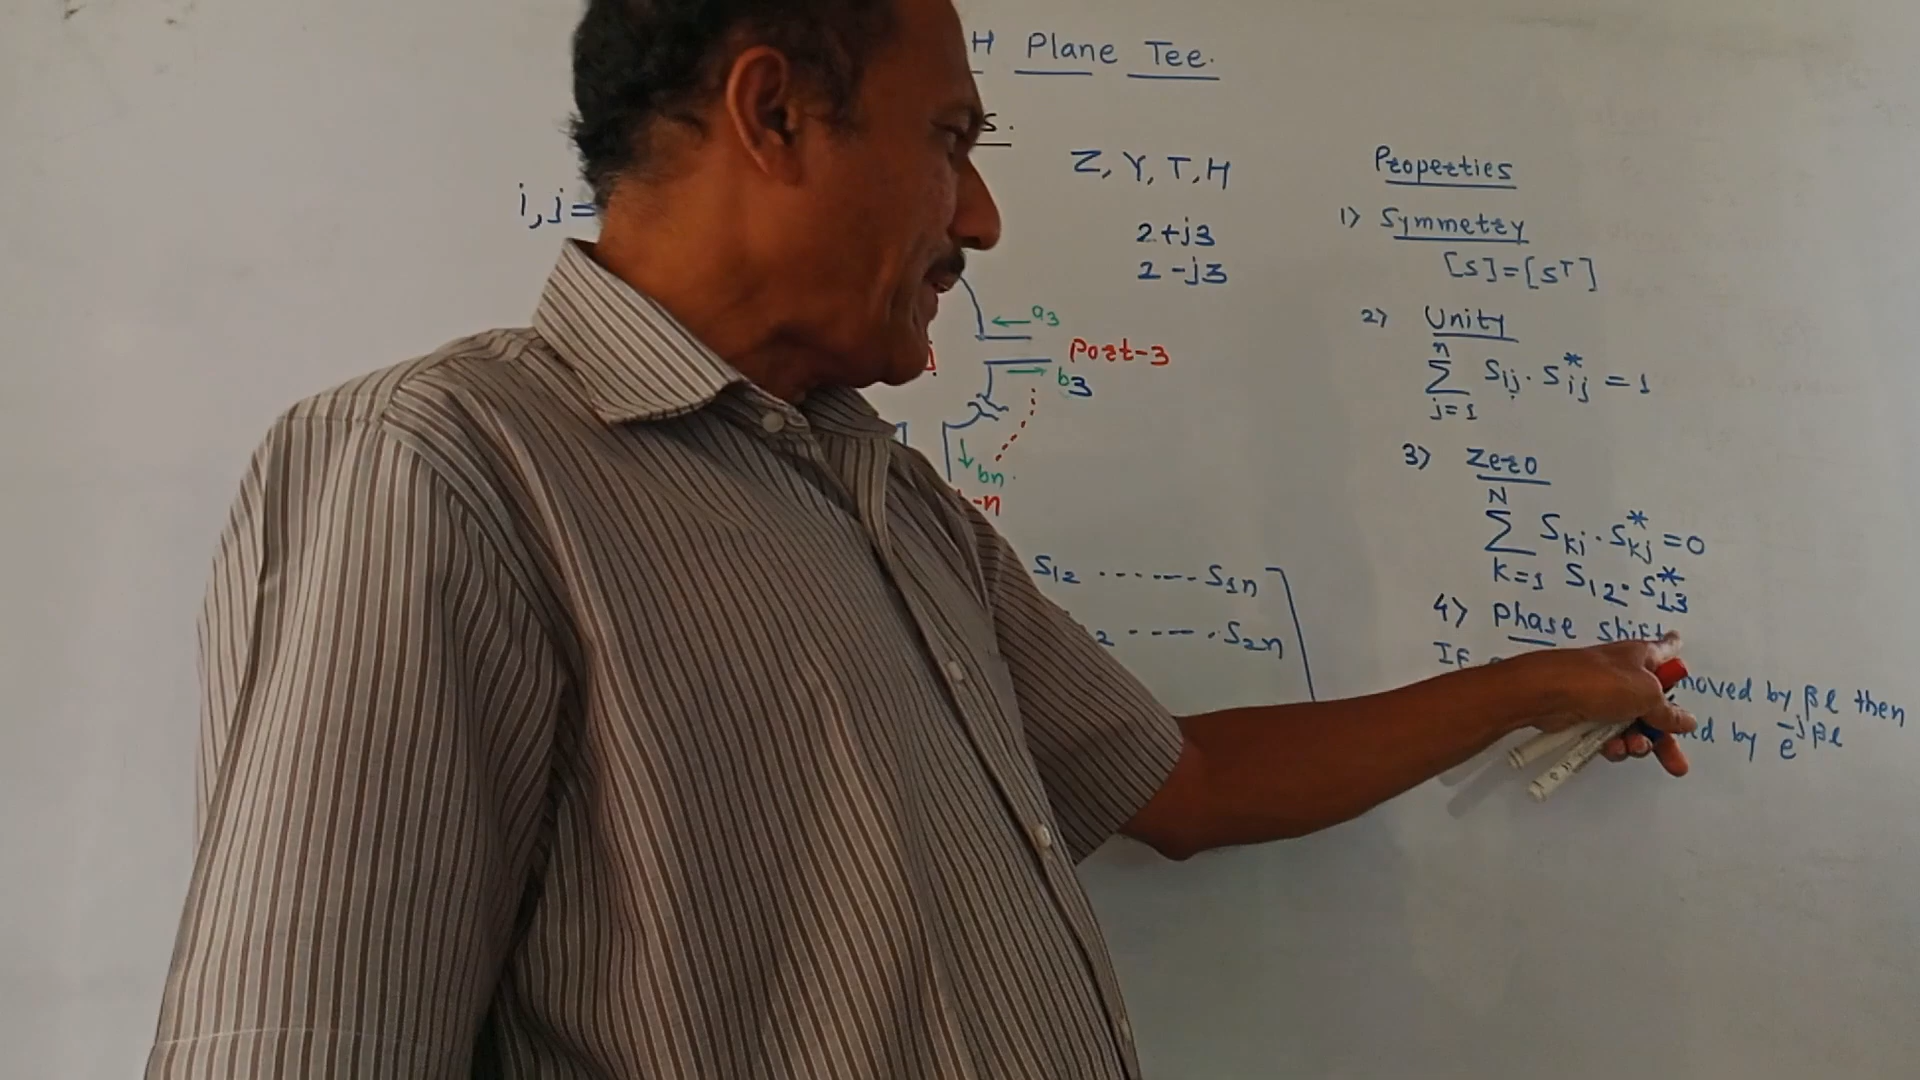 H Plane Tee.
s.
Z, Y, T, H
i, j =
2+j3
2-j3
a3
Port-3
b3
bn.
-n
S12 ------- S1n
2 ----. S2n
Properties
1) Symmetry
[S]=[S^T]
2) Unity
n
∑ Sij. S*ij = 1
j=1
3) Zero
N
∑ Ski. S*kj = 0
k=1 S12. S*13
4) Phase shift
If
moved by βl then
ed by e^-jβl